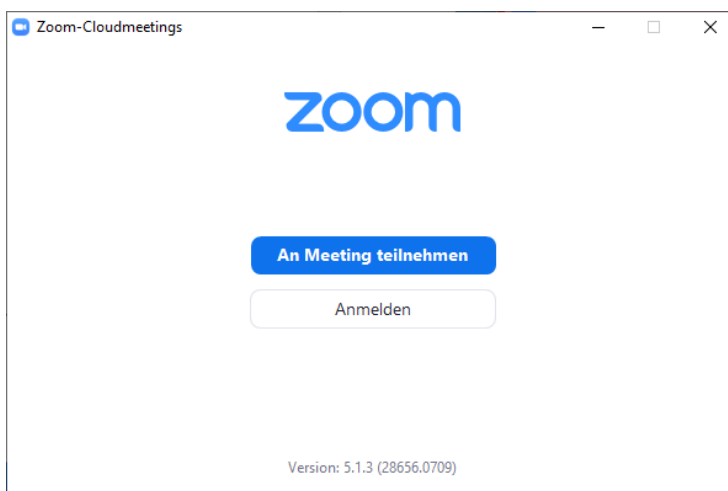 Zoom-Cloudmeetings
zoom
An Meeting teilnehmen
Anmelden
Version: 5.1.3 (28656.0709)